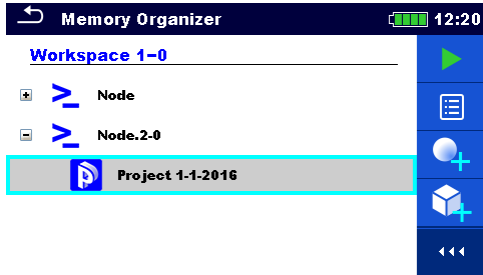 Memory Organizer 12:20
Workspace 1-0
Node
Node.2-0
Project 1-1-2016